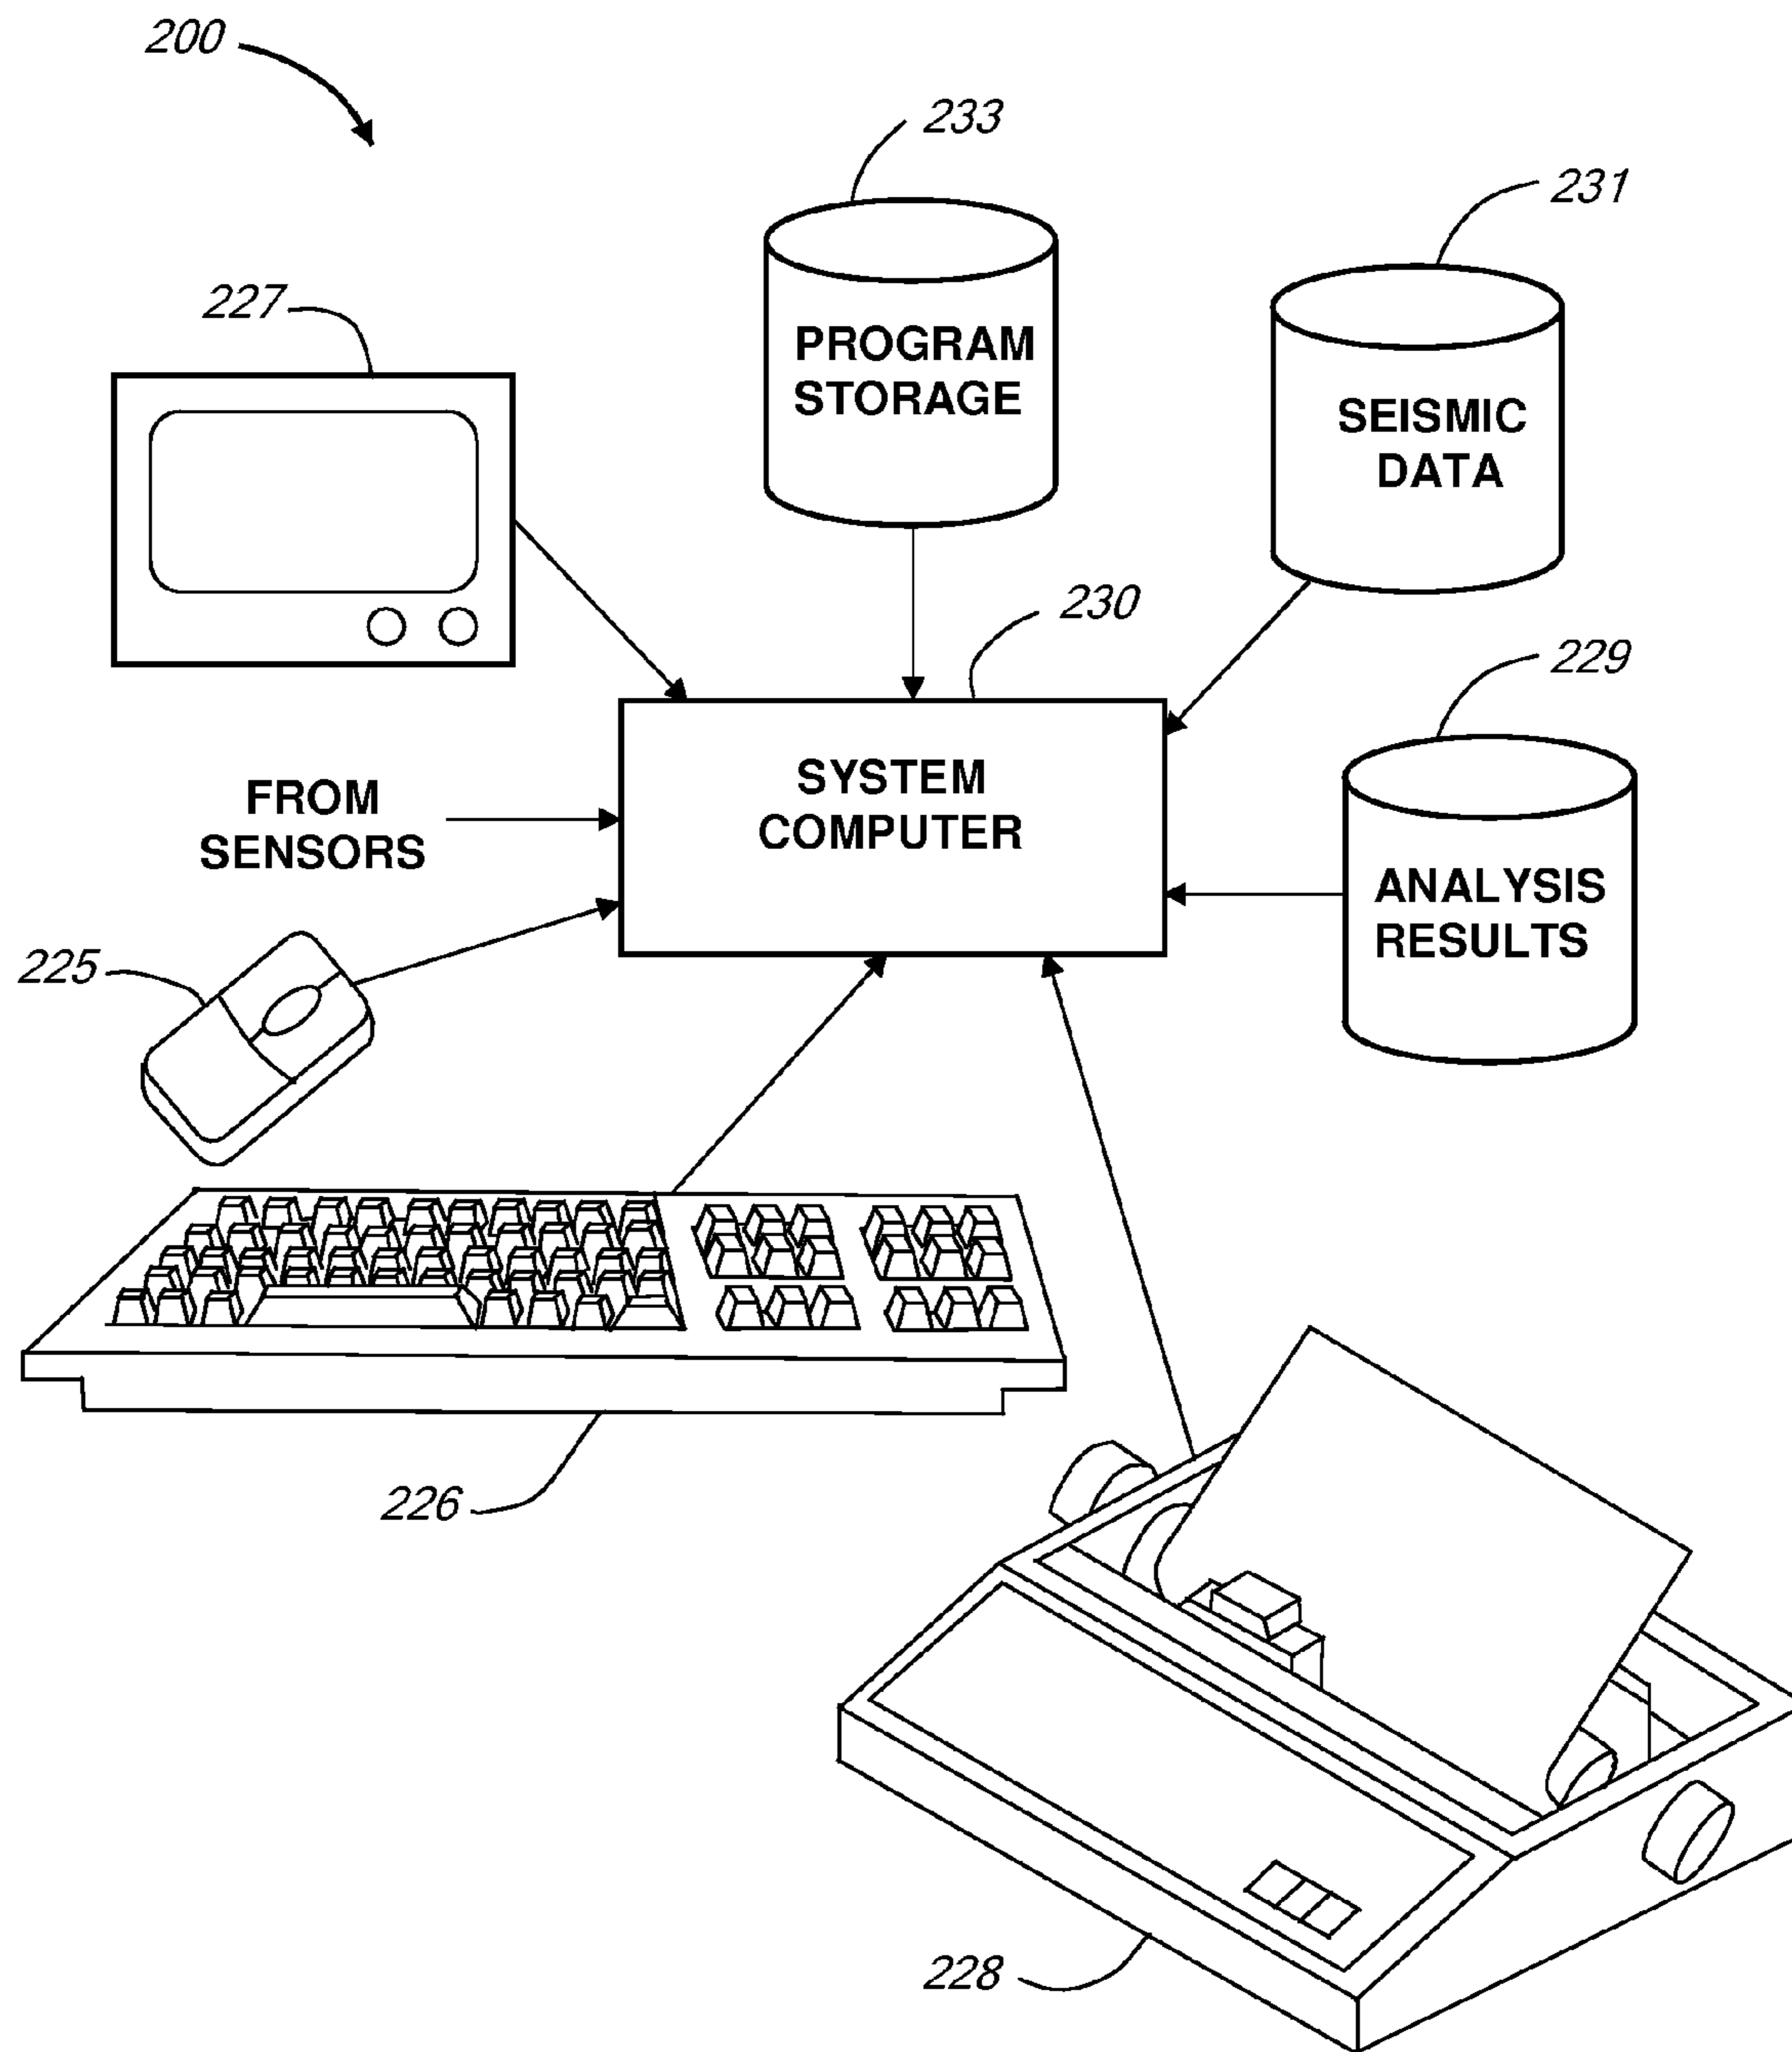 200
233
231
227
PROGRAM
STORAGE
SEISMIC
DATA
230
229
FROM
SENSORS
SYSTEM
COMPUTER
ANALYSIS
RESULTS
225
226
228